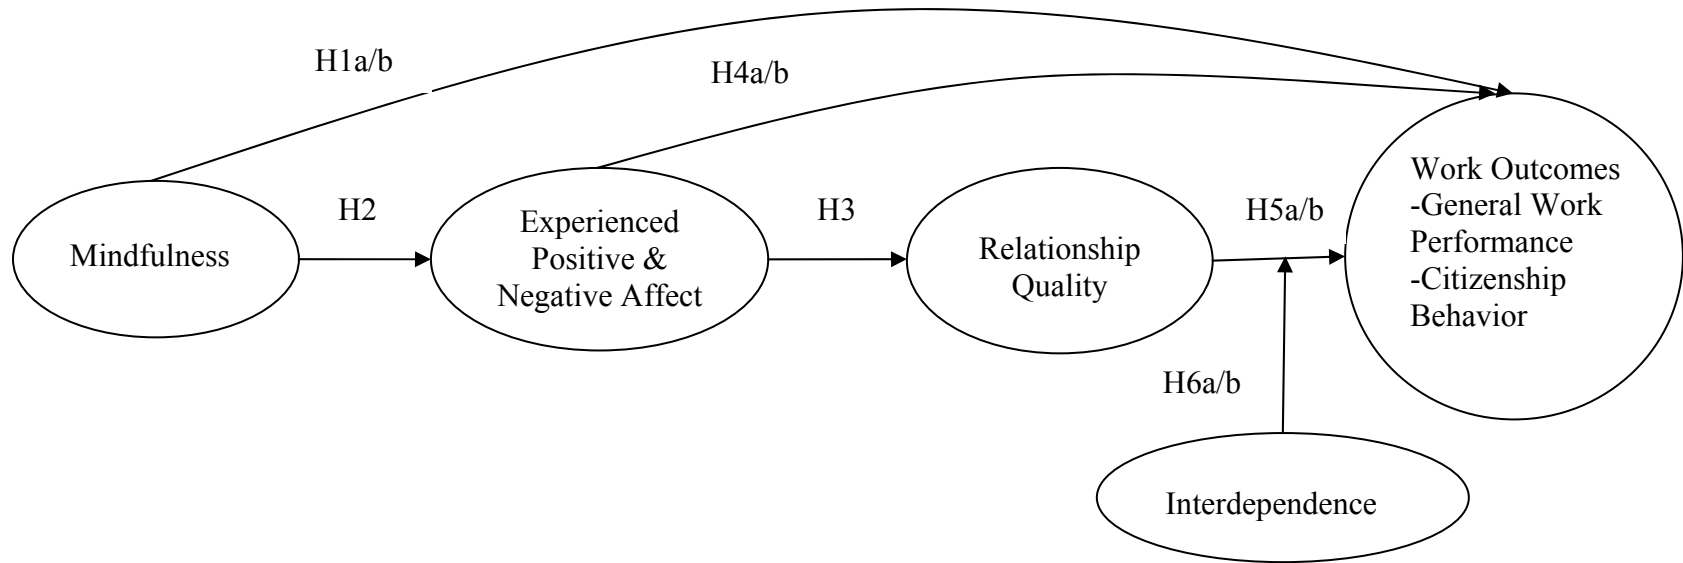 H1a/b
H4a/b
H2
H3
H5a/b
Mindfulness
Experienced
Positive &
Negative Affect
Relationship
Quality
Work Outcomes
-General Work
Performance
-Citizenship
Behavior
H6a/b
Interdependence